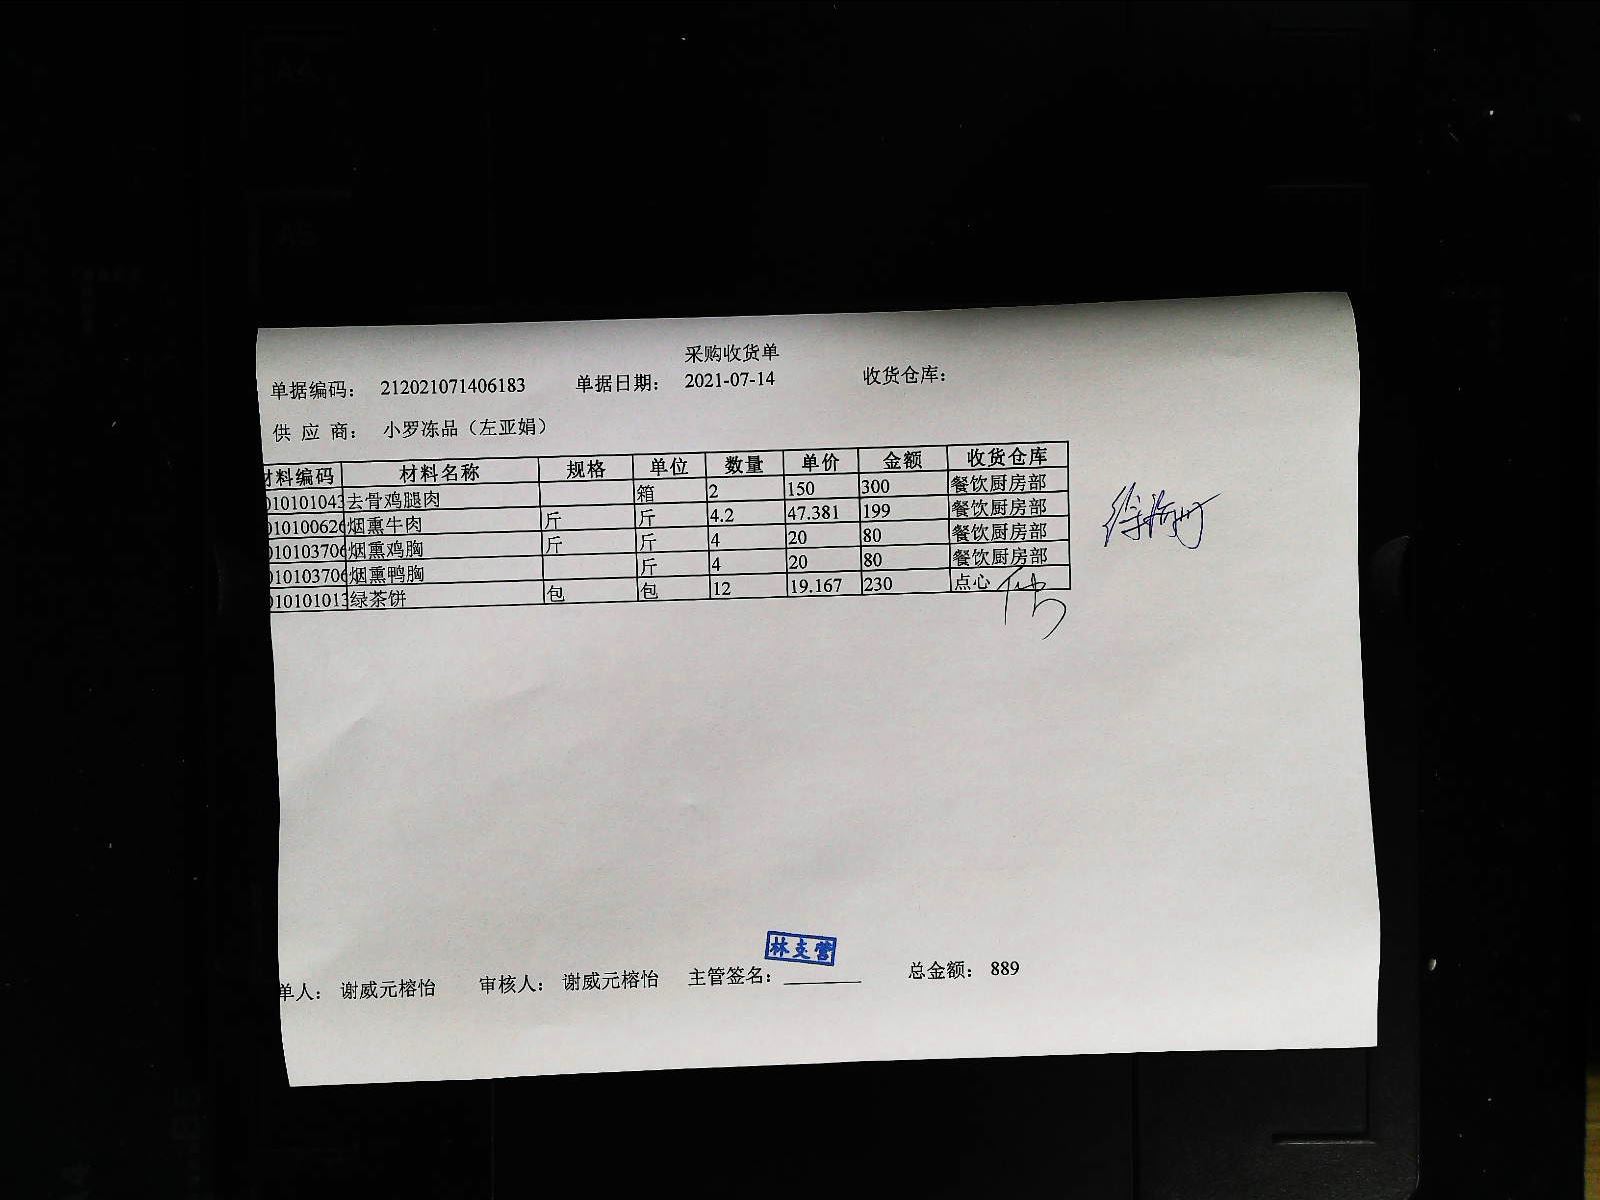 采购收货单
单据编码： 212021071406183 单据日期： 2021-07-14 收货仓库：
供 应 商： 小罗冻品（左亚娟）
材料编码 材料名称 规格 单位 数量 单价 金额 收货仓库
010101043 去骨鸡腿肉 箱 2 150 300 餐饮厨房部
01010062 烟熏牛肉 斤 斤 4.2 47.381 199 餐饮厨房部
01010370 烟熏鸡胸 斤 斤 4 20 80 餐饮厨房部
01010370 烟熏鸭胸 斤 4 20 80 餐饮厨房部
01010101 绿茶饼 包 包 12 19.167 230 点心
林支营
单人： 谢威元榕怡 审核人： 谢威元榕怡 主管签名： 总金额： 889